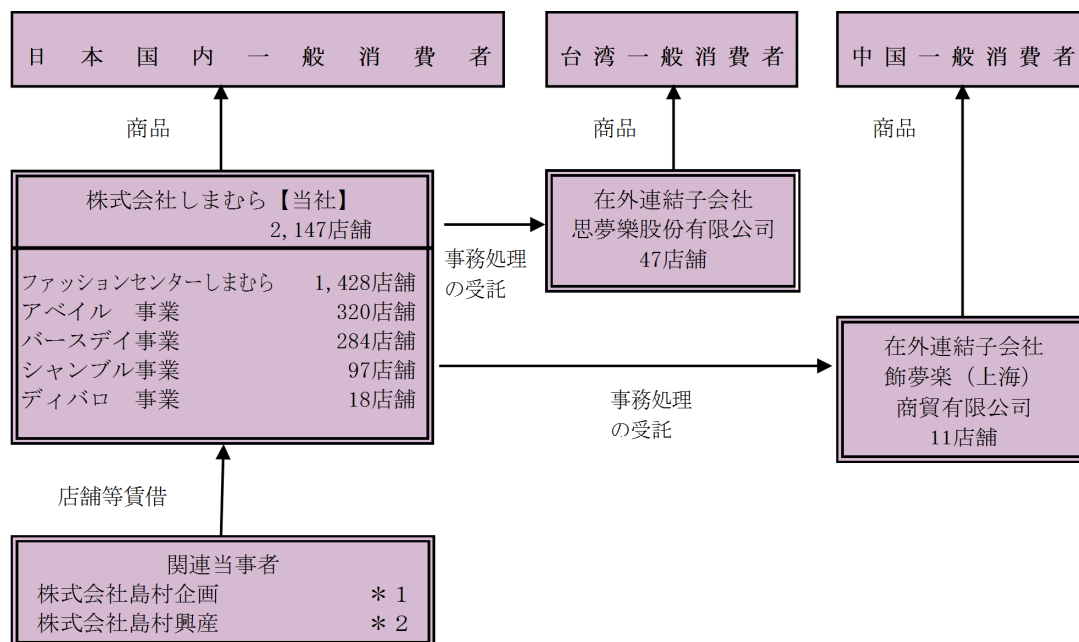 日本国内一般消費者
台湾一般消費者
中国一般消費者
商品
商品
商品
株式会社しまむら【当社】
2,147店舗
ファッションセンターしまむら 1,428店舗
アベイル 事業 320店舗
バースデイ事業 284店舗
シャンブル事業 97店舗
ディバロ 事業 18店舗
事務処理
の受託
在外連結子会社
思夢樂股份有限公司
47店舗
事務処理
の受託
在外連結子会社
飾夢楽（上海）
商貿有限公司
11店舗
店舗等賃借
関連当事者
株式会社島村企画 ＊1
株式会社島村興産 ＊2